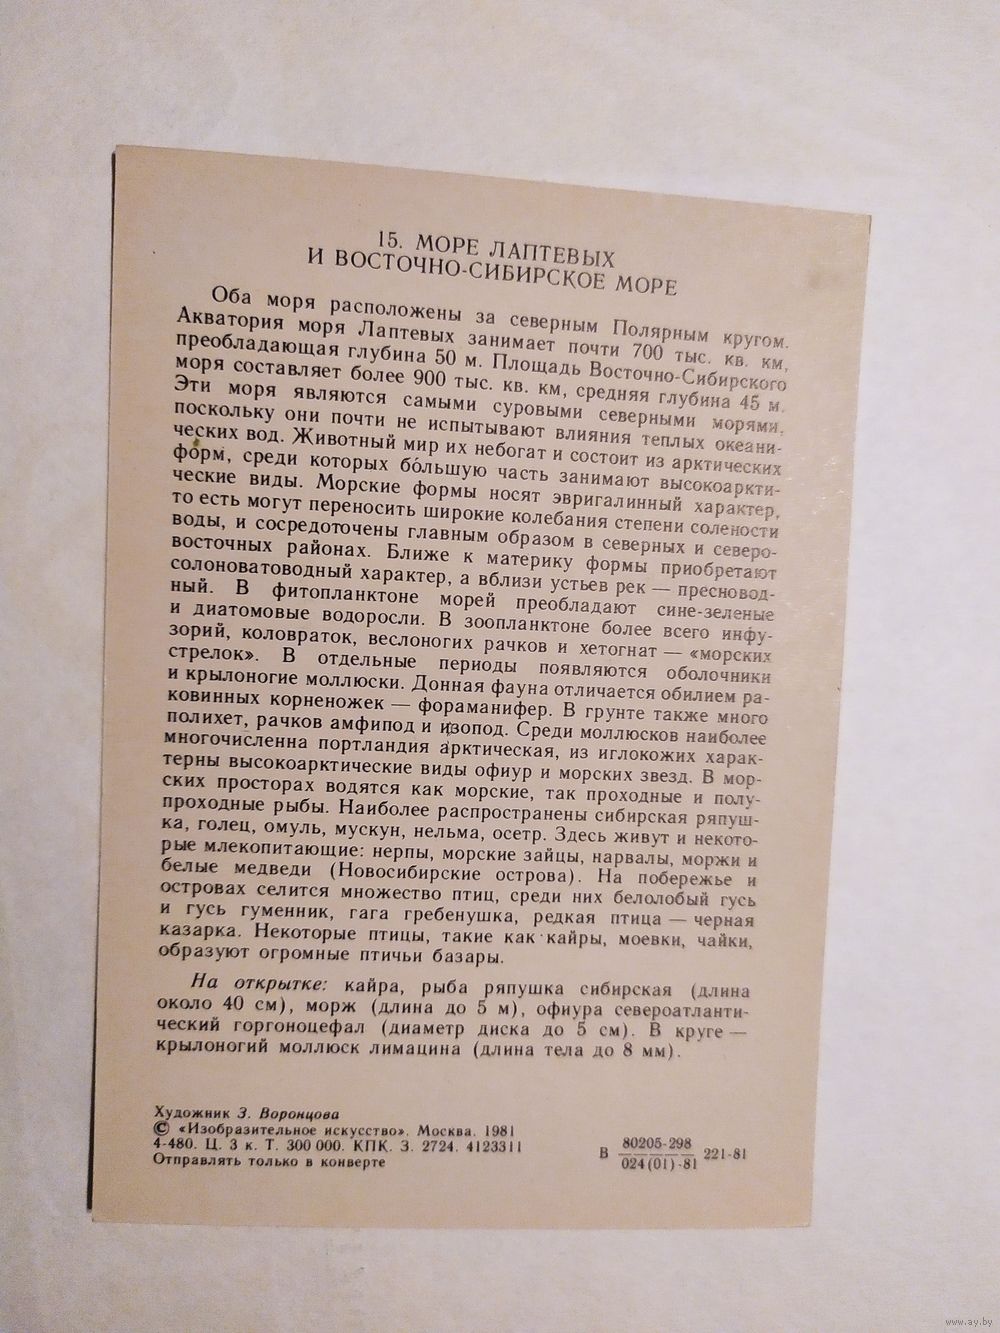 15. МОРЕ ЛАПТЕВЫХ
И ВОСТОЧНО-СИБИРСКОЕ МОРЕ
Оба моря расположены за северным Полярным кругом.
Акватория моря Лаптевых занимает почти 700 тыс. кв. км,
преобладающая глубина 50 м. Площадь Восточно-Сибирского
моря составляет более 900 тыс. кв. км, средняя глубина 45 м.
Эти моря являются самыми суровыми северными морями,
поскольку они почти не испытывают влияния теплых океани-
ческих вод. Животный мир их небогат и состоит из арктических
форм, среди которых бо́льшую часть занимают высокоаркти-
ческие виды. Морские формы носят эвригалинный характер,
то есть могут переносить широкие колебания степени солености
воды, и сосредоточены главным образом в северных и северо-
восточных районах. Ближе к материку формы приобретают
солоноватоводный характер, а вблизи устьев рек — пресновод-
ный. В фитопланктоне морей преобладают сине-зеленые
и диатомовые водоросли. В зоопланктоне более всего инфу-
зорий, коловраток, веслоногих рачков и хетогнат — «морских
стрелок». В отдельные периоды появляются оболочники
и крылоногие моллюски. Донная фауна отличается обилием ра-
ковинных корненожек — фораманифер. В грунте также много
полихет, рачков амфипод и изопод. Среди моллюсков наиболее
многочисленна портландия арктическая, из иглокожих харак-
терны высокоарктические виды офиур и морских звезд. В мор-
ских просторах водятся как морские, так проходные и полу-
проходные рыбы. Наиболее распространены сибирская ряпуш-
ка, голец, омуль, мускун, нельма, осетр. Здесь живут и некото-
рые млекопитающие: нерпы, морские зайцы, нарвалы, моржи и
белые медведи (Новосибирские острова). На побережье и
островах селится множество птиц, среди них белолобый гусь
и гусь гуменник, гага гребенушка, редкая птица — черная
казарка. Некоторые птицы, такие как кайры, моевки, чайки,
образуют огромные птичьи базары.
На открытке: кайра, рыба ряпушка сибирская (длина
около 40 см), морж (длина до 5 м), офиура североатланти-
ческий горгоноцефал (диаметр диска до 5 см). В круге —
крылоногий моллюск лимацина (длина тела до 8 мм).
Художник З. Воронцова
© «Изобразительное искусство». Москва. 1981
4-480. Ц. 3 к. Т. 300 000. КПК. З. 2724. 4123311
Отправлять только в конверте
В 80205-298
024(01)-81 221-81
www.ay.by